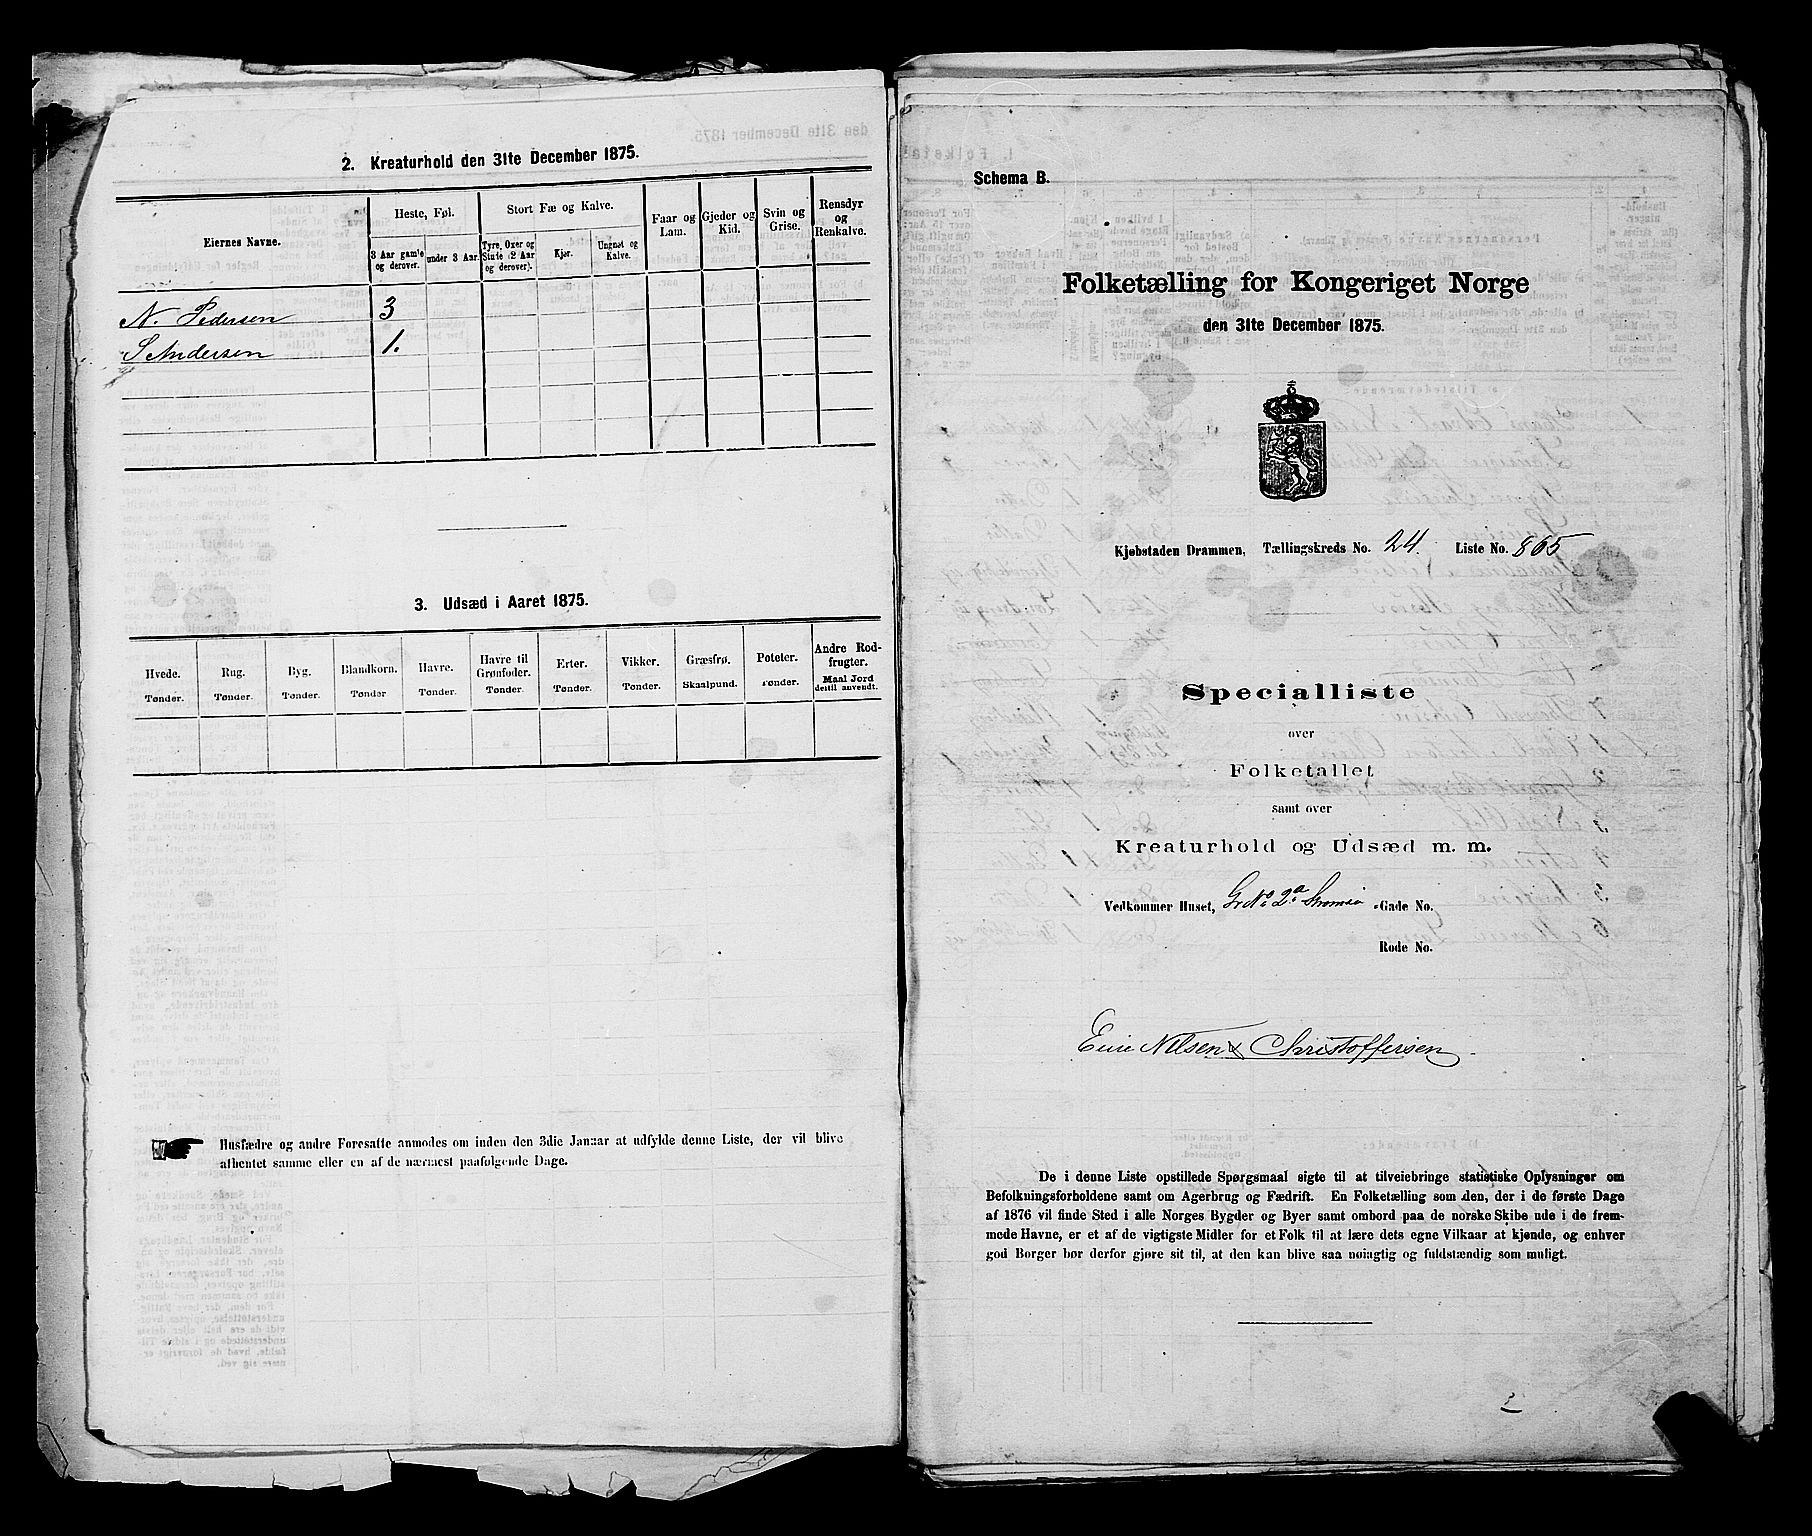 2. Kreaturhold den 31te December 1875.
Eiernes Navne.
Heste, Føl.
Stort Fæ og Kalve.
Faar og Lam.
Gjeder og Kid.
Svin og Grise.
Rensdyr og Renkalve.
3 Aar gamle og derover.
under 3 Aar.
Tyre, Oxer og Stute (2 Aar og derover).
Kjør.
Ungnøt og Kalve.
N. Pedersen 3
S Andersen 1.
3. Udsæd i Aaret 1875.
Hvede. Tønder.
Rug. Tønder.
Byg. Tønder.
Blandkorn. Tønder
Havre. Tønder.
Havre til Grønfoder. Tønder.
Erter. Tønder.
Vikker. Tønder.
Græsfrø. Skaalpund.
Poteter. Tønder.
Andre Rodfrugter. Maal Jord dertil anvendt.
Husfædre og andre Foresatte anmodes om inden den 3die Januar at udfylde denne Liste, der vil blive
afhentet samme eller en af de nærmest paafølgende Dage.
Schema B.
Folketælling for Kongeriget Norge
den 31te December 1875.
Kjøbstaden Drammen, Tællingskreds No. 24. Liste No. 865
Specialliste
over
Folketallet
samt over
Kreaturhold og Udsæd m. m.
Vedkommer Huset, Gr No 2a Strømsø -Gade No.
Rode No.
Nilsen & Christoffersen
De i denne Liste opstillede Spørgsmaal sigte til at tilveiebringe statistiske Oplysninger om
Befolkningsforholdene samt om Agerbrug og Fædrift. En Folketælling som den, der i de første Dage
af 1876 vil finde Sted i alle Norges Bygder og Byer samt ombord paa de norske Skibe ude i de frem-
mede Havne, er et af de vigtigste Midler for et Folk til at lære dets egne Vilkaar at kjende, og enhver
god Borger bør derfor gjøre sit til, at den kan blive saa nøiagtig og fuldstændig som muligt.